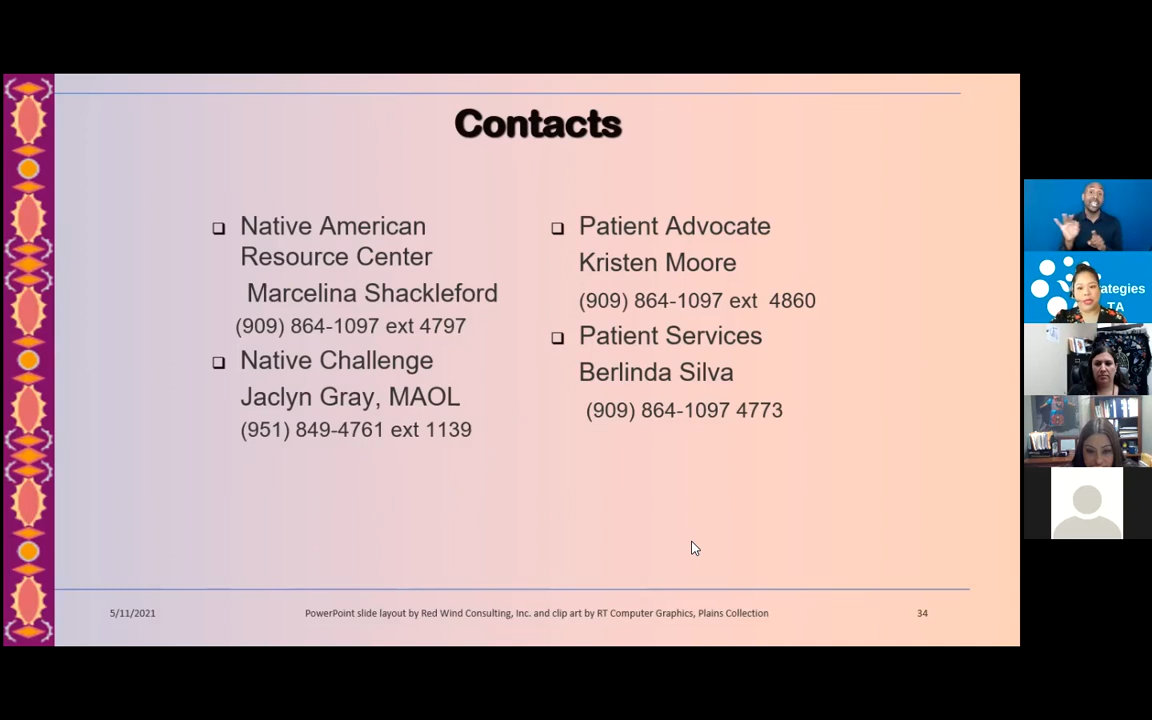 Contacts
Native American
Resource Center
Marcelina Shackleford
(909) 864-1097 ext 4797
Native Challenge
Jaclyn Gray, MAOL
(951) 849-4761 ext 1139
Patient Advocate
Kristen Moore
(909) 864-1097 ext 4860
Patient Services
Berlinda Silva
(909) 864-1097 4773
5/11/2021
PowerPoint slide layout by Red Wind Consulting, Inc. and clip art by RT Computer Graphics, Plains Collection
34
ategies
TA